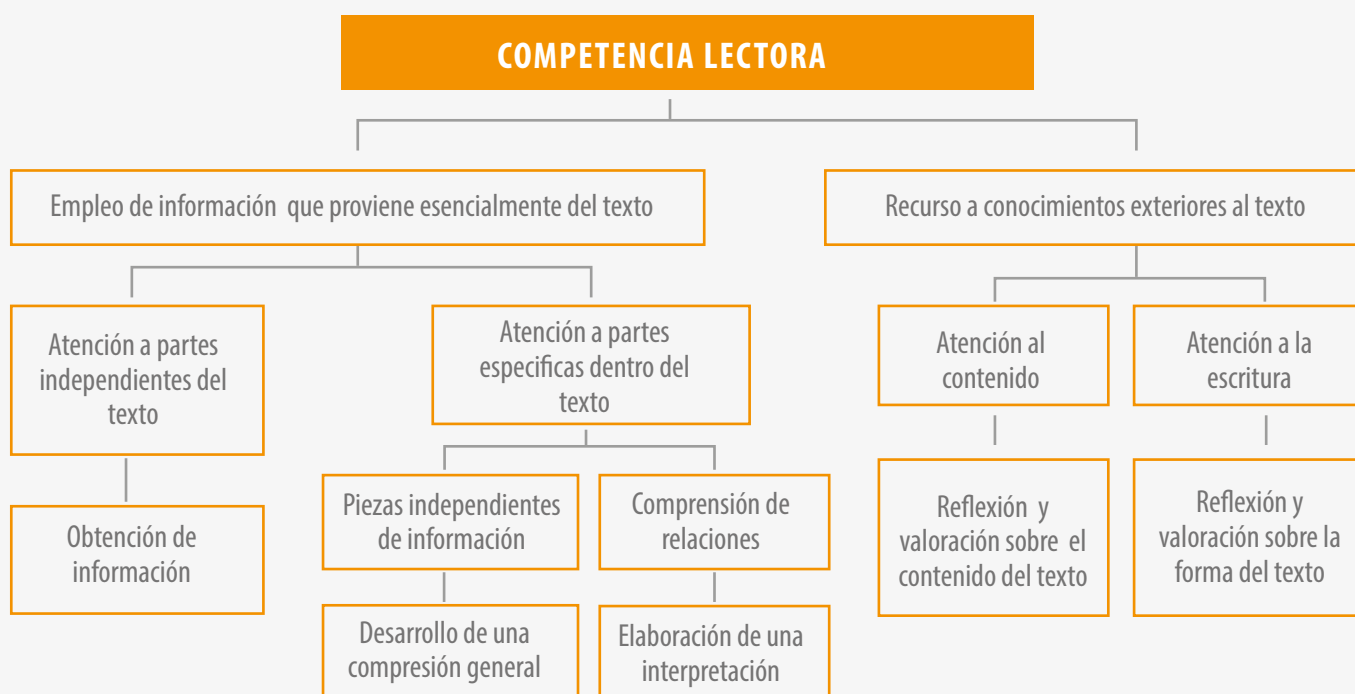 COMPETENCIA LECTORA
Empleo de información que proviene esencialmente del texto
Recurso a conocimientos exteriores al texto
Atención a partes
independientes del
texto
Atención a partes
especificas dentro del
texto
Atención al
contenido
Atención a la
escritura
Obtención de
información
Piezas independientes
de información
Comprensión de
relaciones
Reflexión y
valoración sobre el
contenido del texto
Reflexión y
valoración sobre la
forma del texto
Desarrollo de una
compresión general
Elaboración de una
interpretación